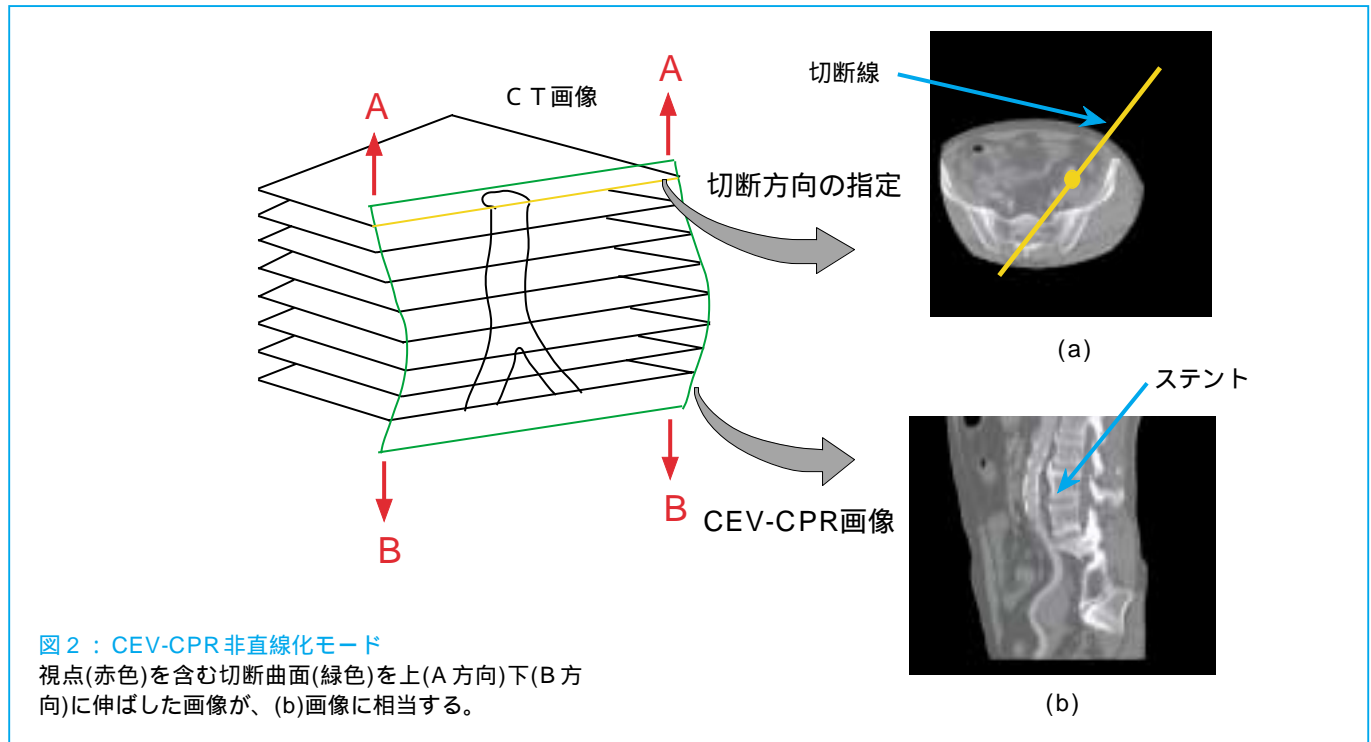 A
A
CT画像
切断線
切断方向の指定
(a)
ステント
B
B
CEV-CPR画像
(b)
図2：CEV-CPR非直線化モード
視点(赤色)を含む切断曲面(緑色)を上(A方向)下(B方
向)に伸ばした画像が、(b)画像に相当する。